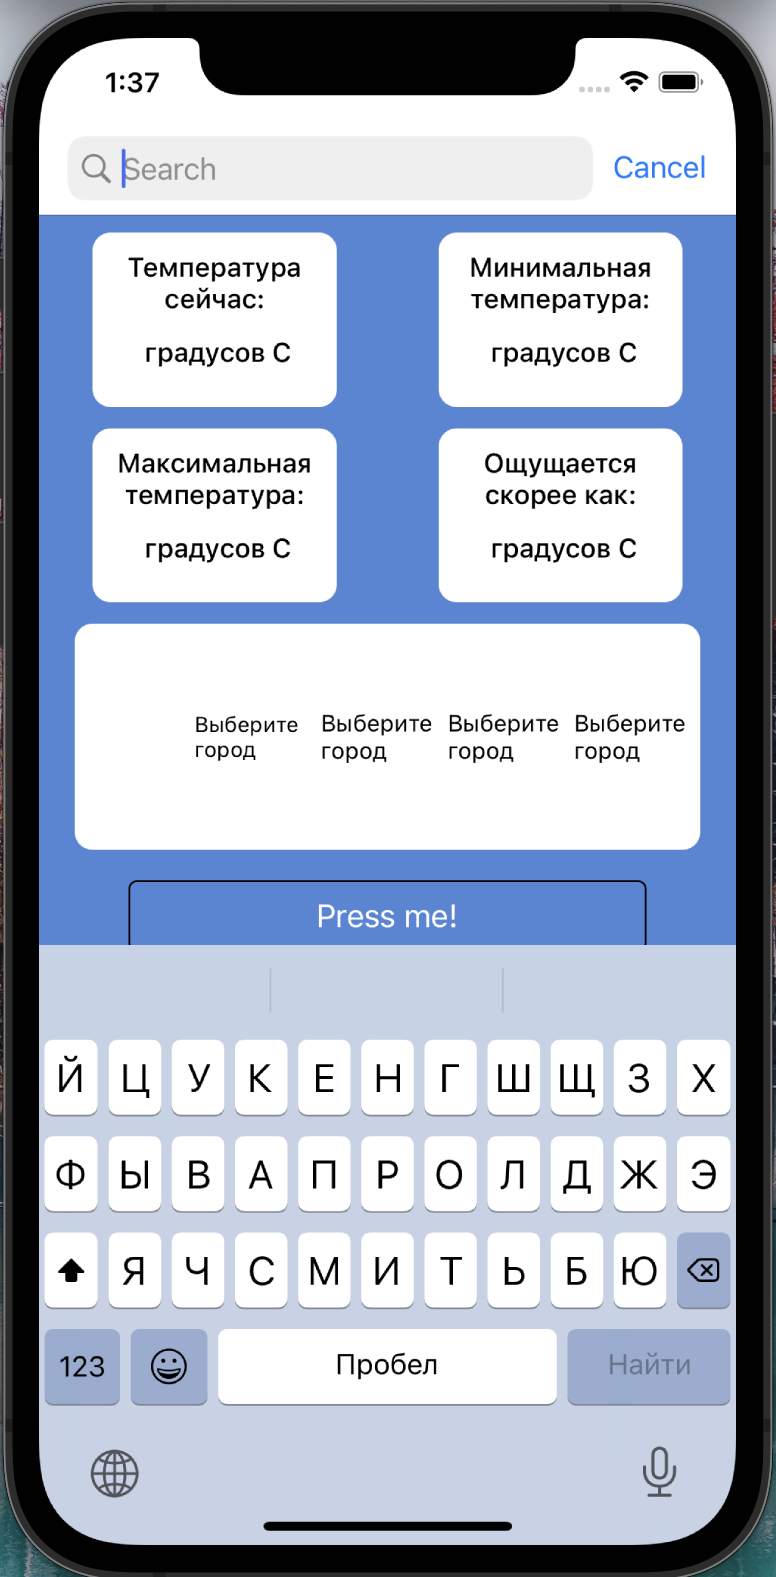 1:37
Search
Cancel
Температура
сейчас:
градусов С
Минимальная
температура:
градусов С
Максимальная
температура:
градусов С
Ощущается
скорее как:
градусов С
Выберите
город
Выберите
город
Выберите
город
Выберите
город
Press me!
Й Ц У К Е Н Г Ш Щ З Х
Ф Ы В А П Р О Л Д Ж Э
Я Ч С М И Т Ь Б Ю
123
Пробел
Найти